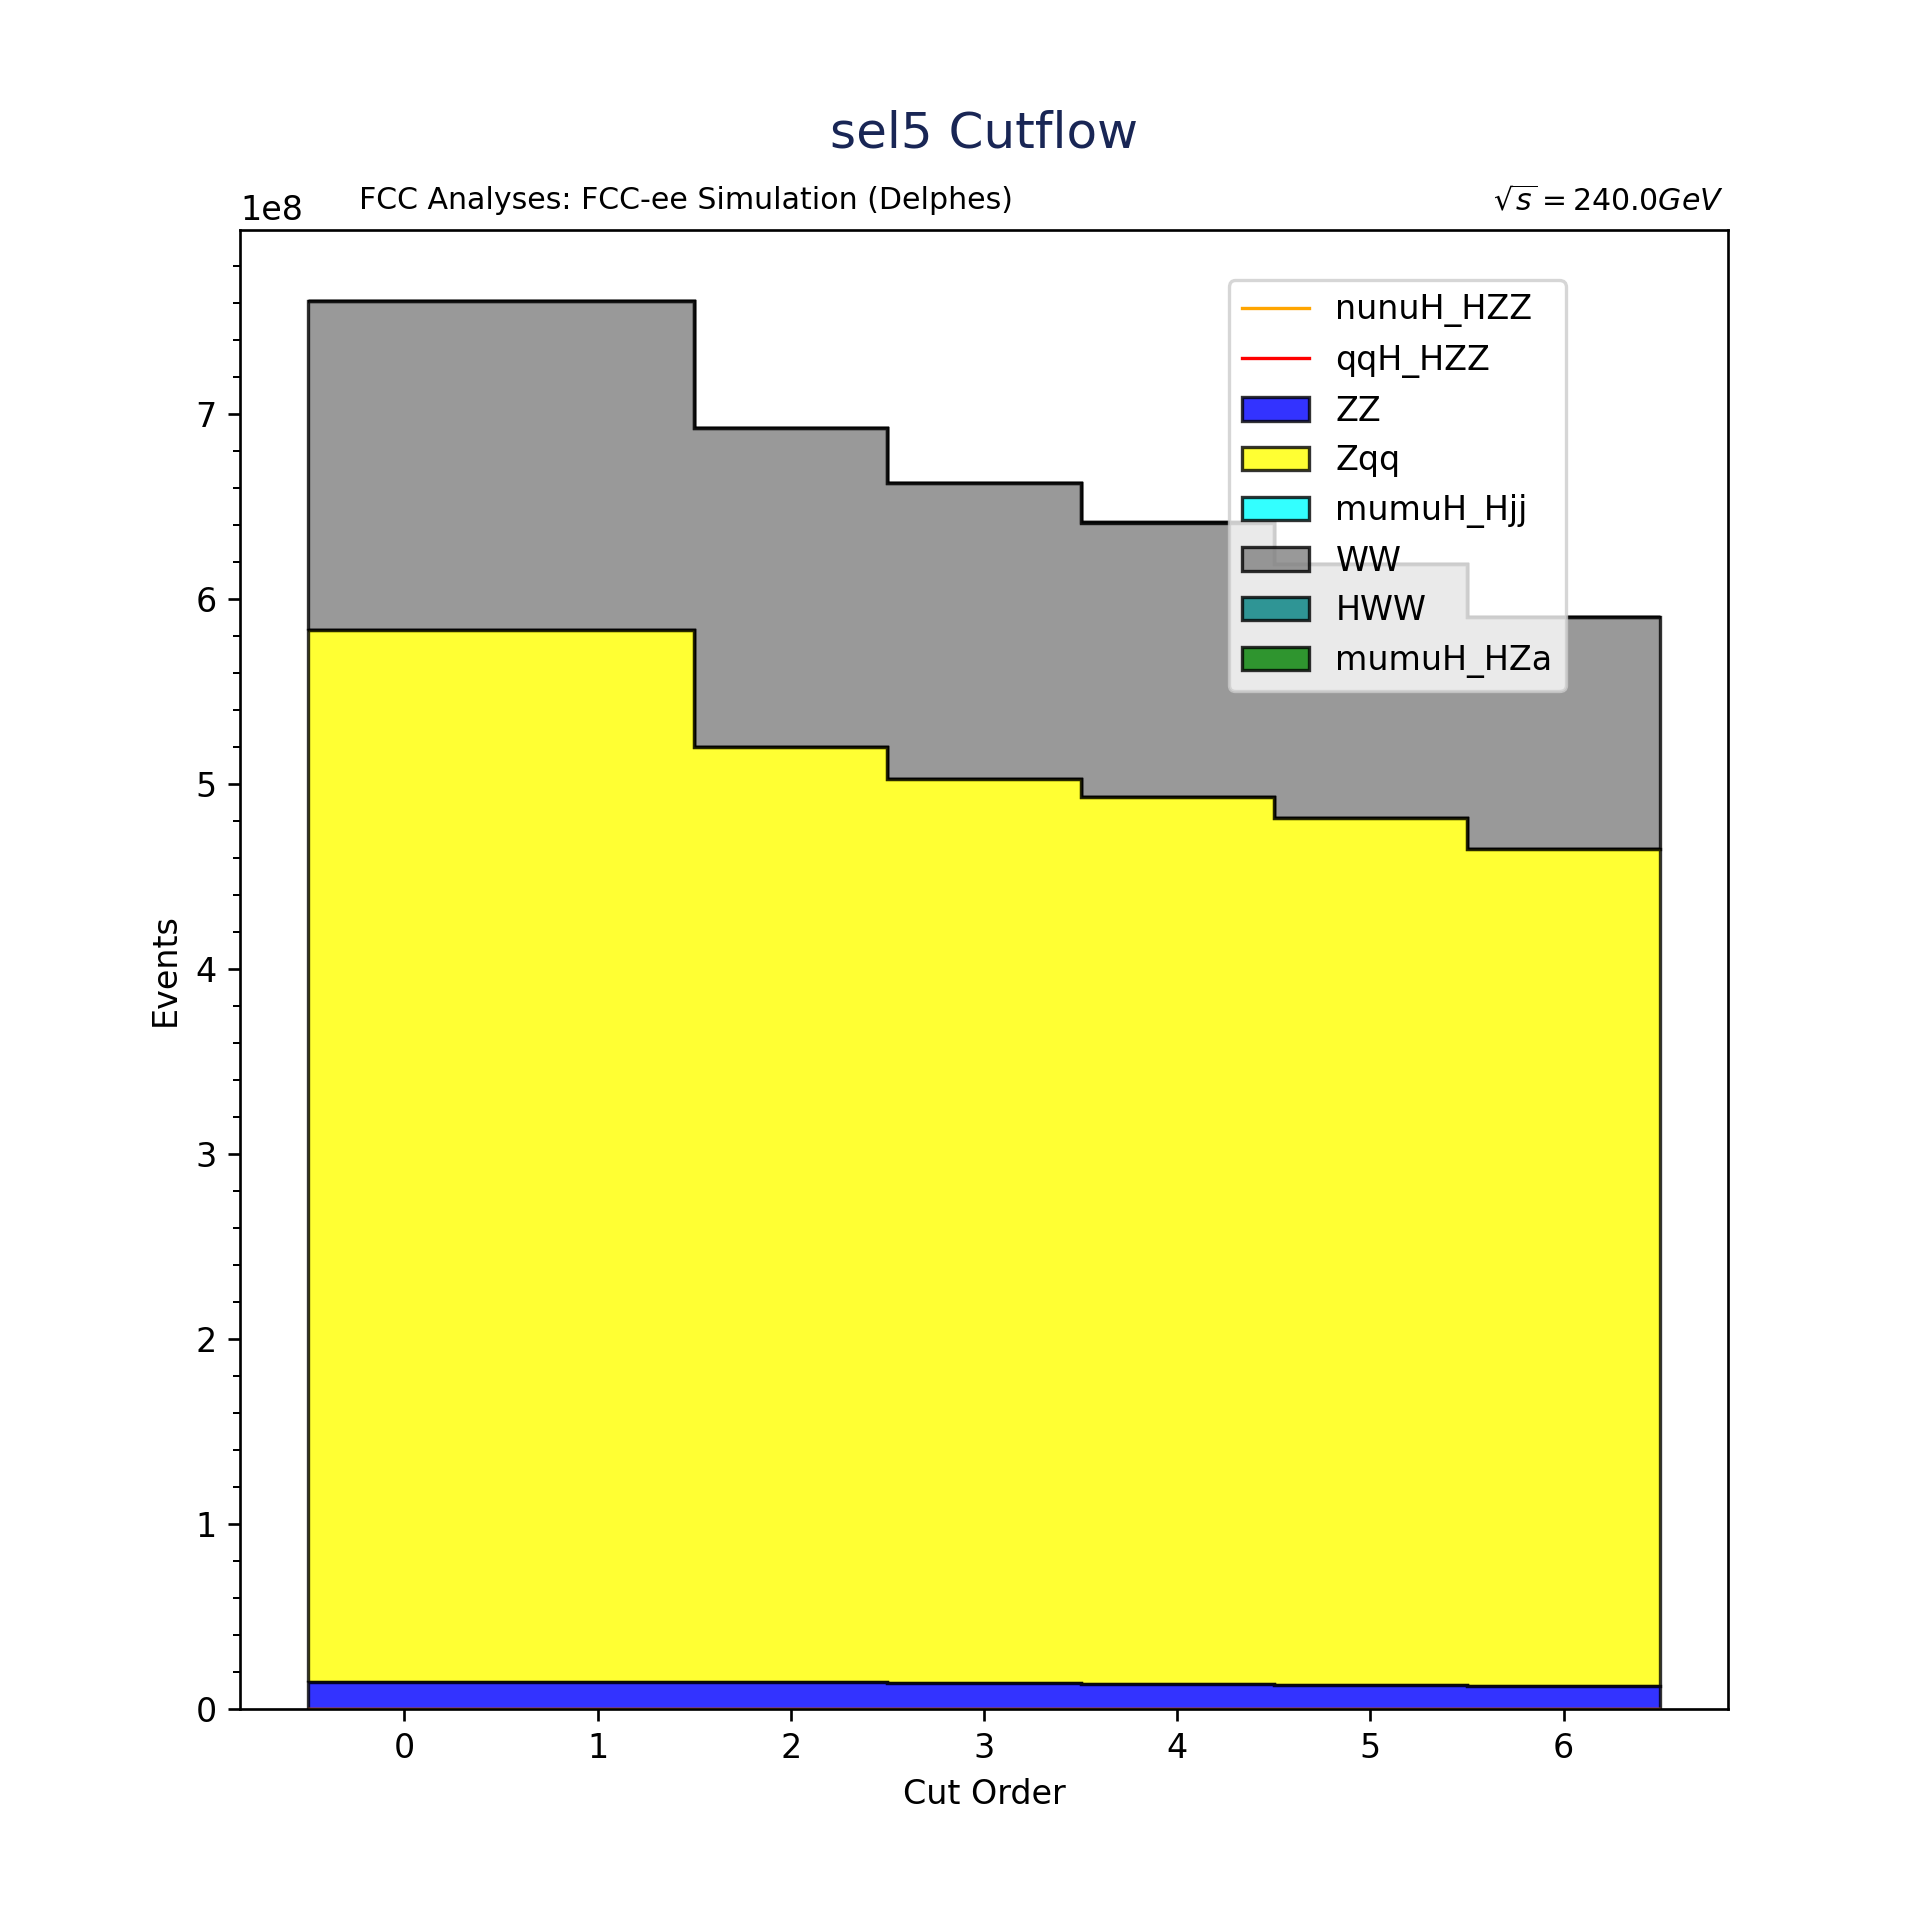 sel5 Cutflow
1e8
FCC Analyses: FCC-ee Simulation (Delphes)
√s = 240.0GeV
nunuH_HZZ
qqH_HZZ
ZZ
Zqq
mumuH_Hjj
WW
HWW
mumuH_HZa
7
6
5
4
3
2
1
0
Events
0 1 2 3 4 5 6
Cut Order